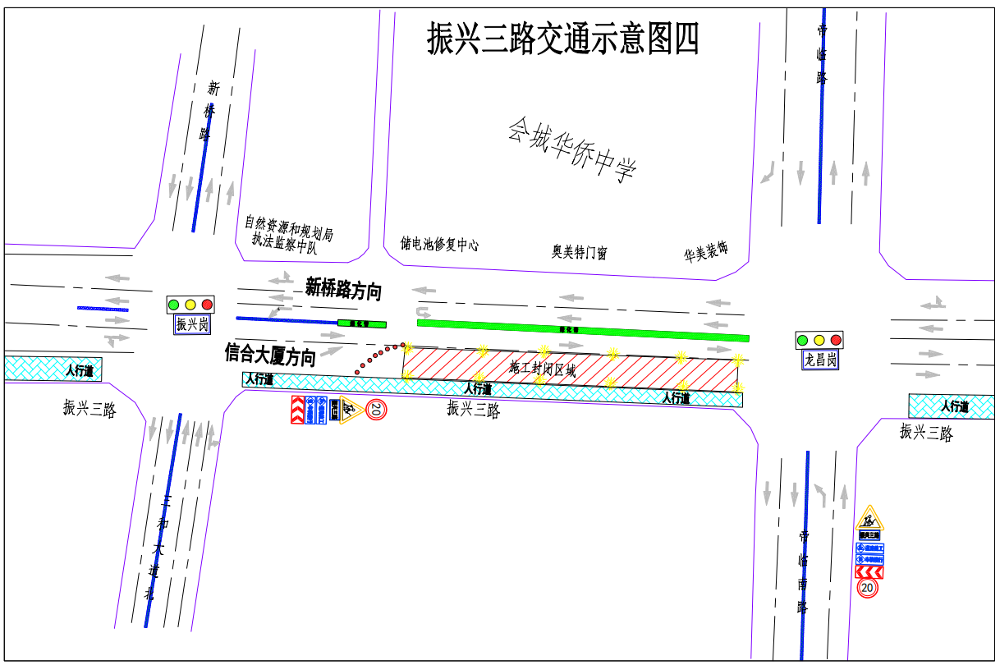 振兴三路交通示意图四
新桥路
帝临路
会城华侨中学
自然资源和规划局
执法监察中队
储电池修复中心
奥美特门窗
华美装饰
新桥路方向
振兴岗
绿化带
绿化带
龙昌岗
信合大厦方向
施工封闭区域
人行道
人行道
人行道
人行道
人行道
振兴三路
振兴三路
振兴三路
20
三和大道北
帝临南路
振兴三路
20